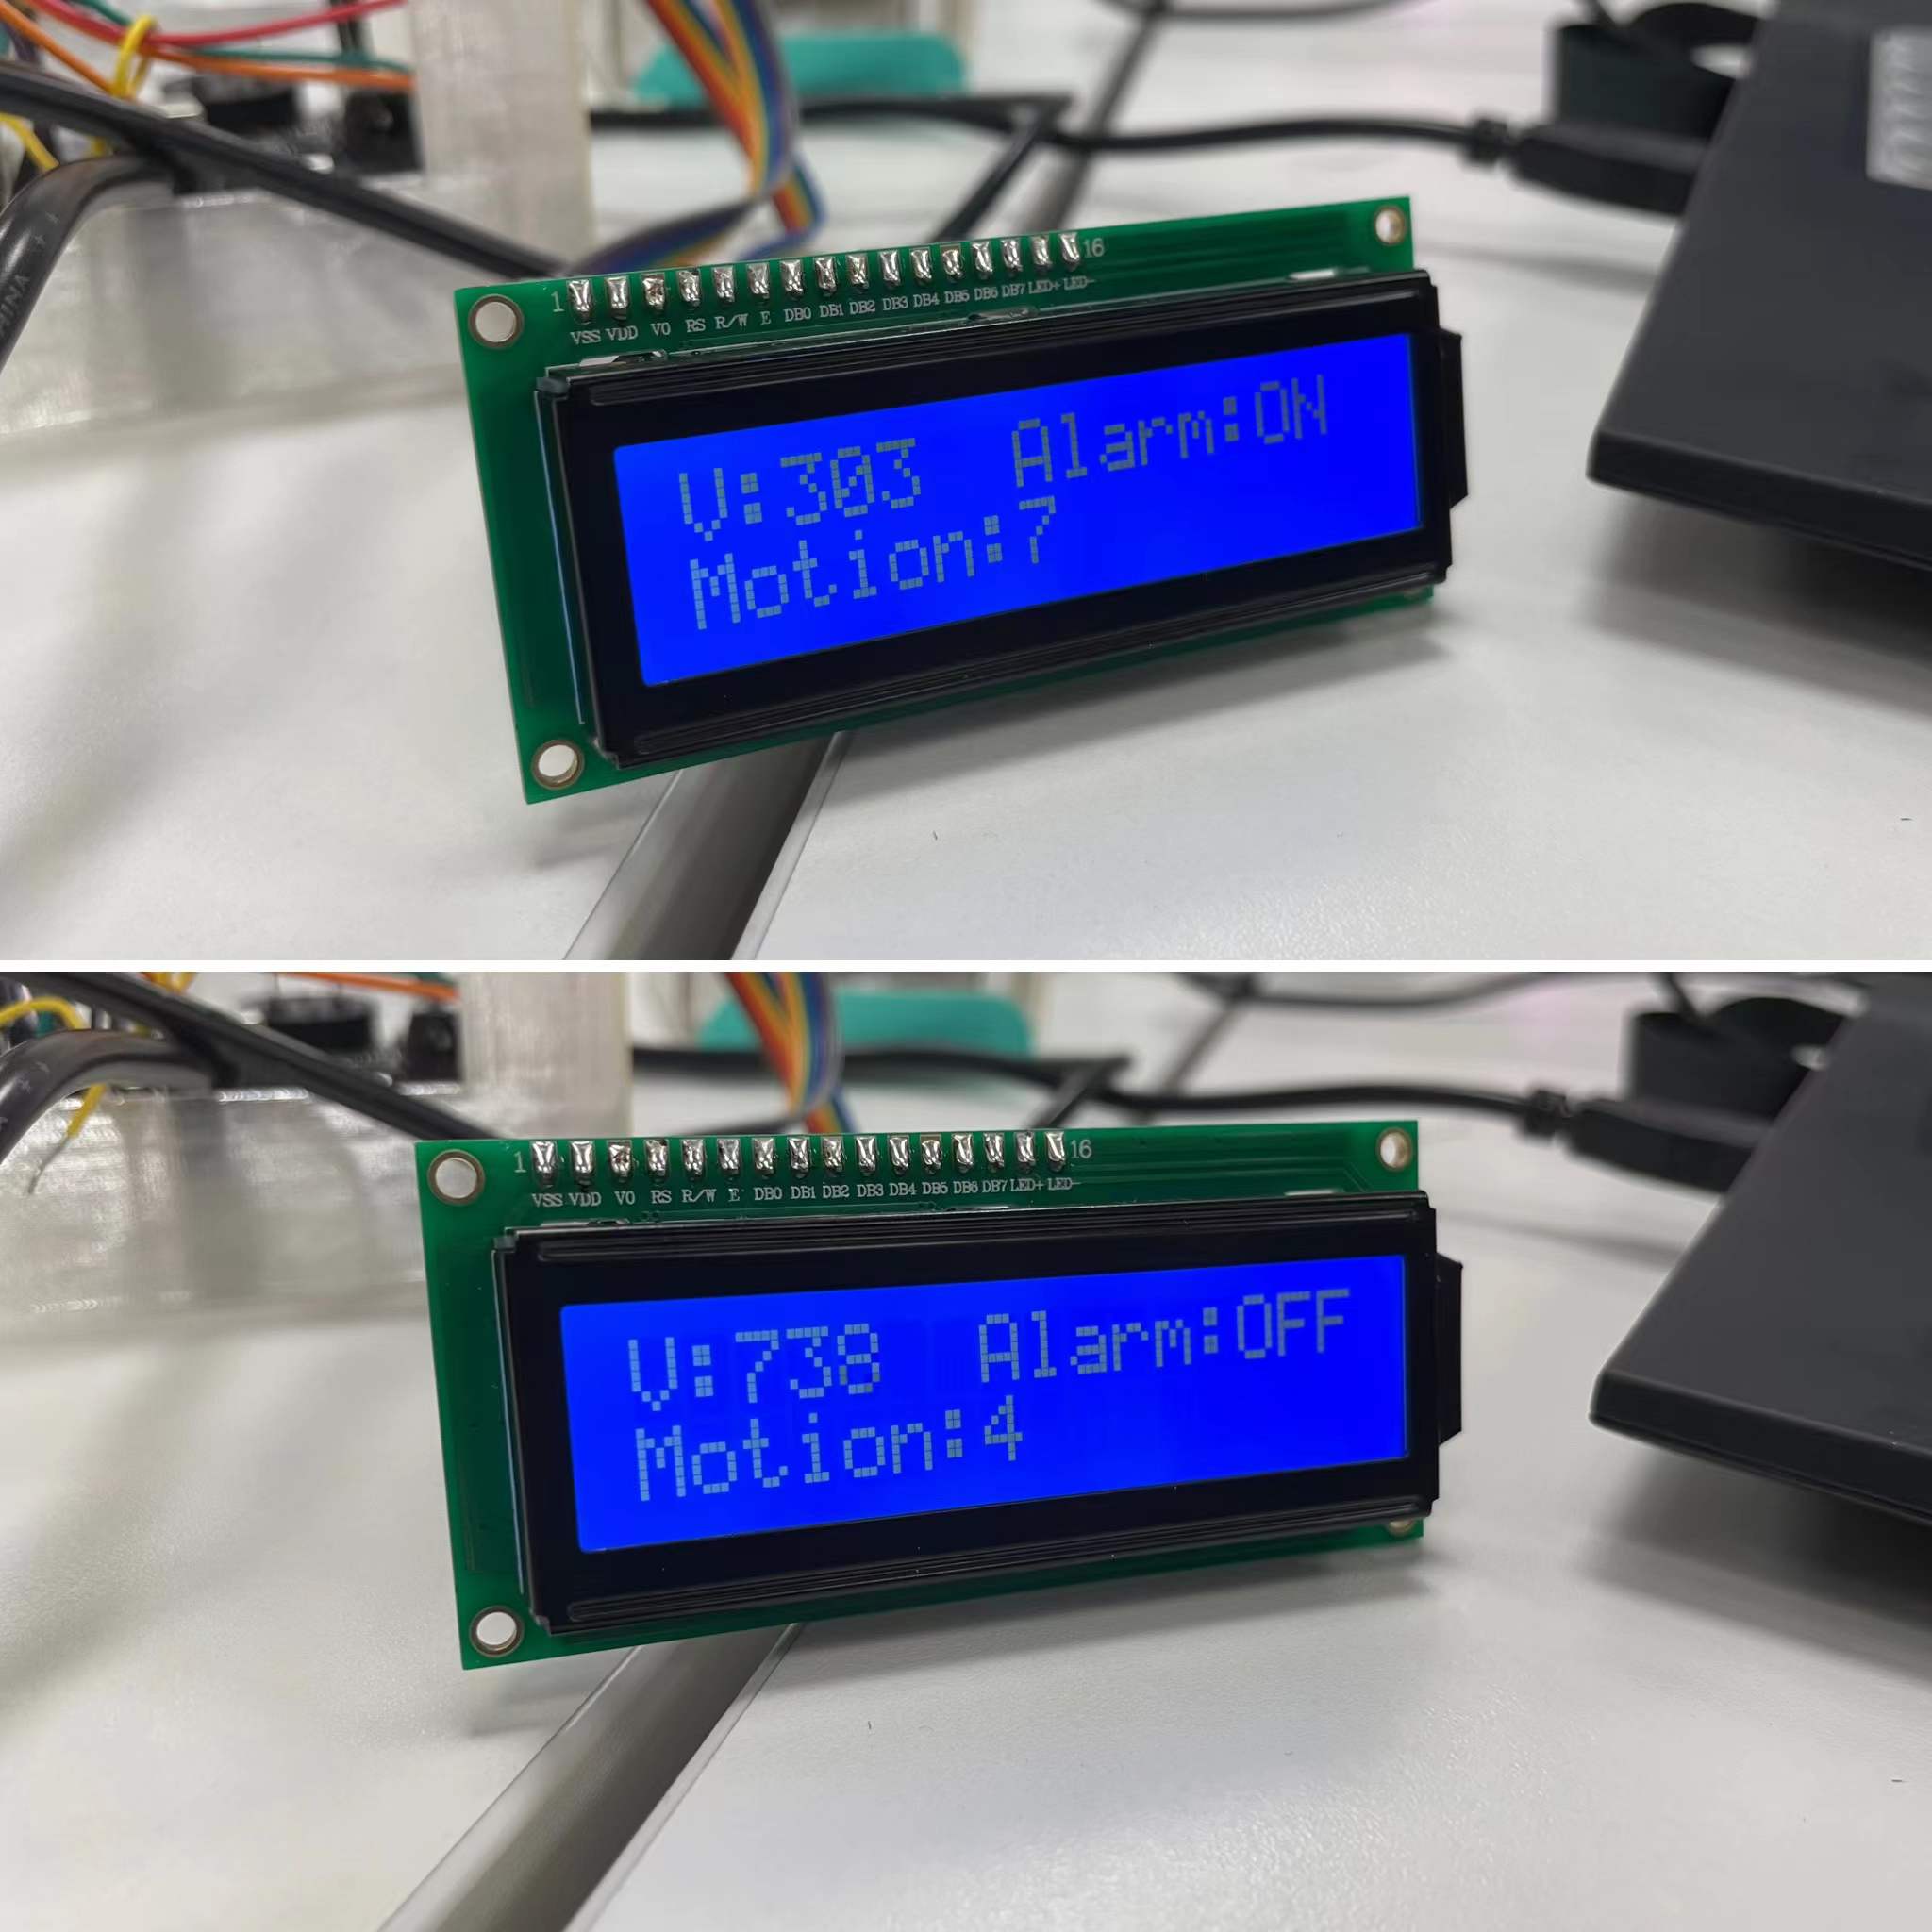 1 16
VSS VDD V0 RS R/W E DB0 DB1 DB2 DB3 DB4 DB5 DB6 DB7 LED+ LED-
V:303 Alarm:ON
Motion:7
1 16
VSS VDD V0 RS R/W E DB0 DB1 DB2 DB3 DB4 DB5 DB6 DB7 LED+ LED-
V:738 Alarm:OFF
Motion:4